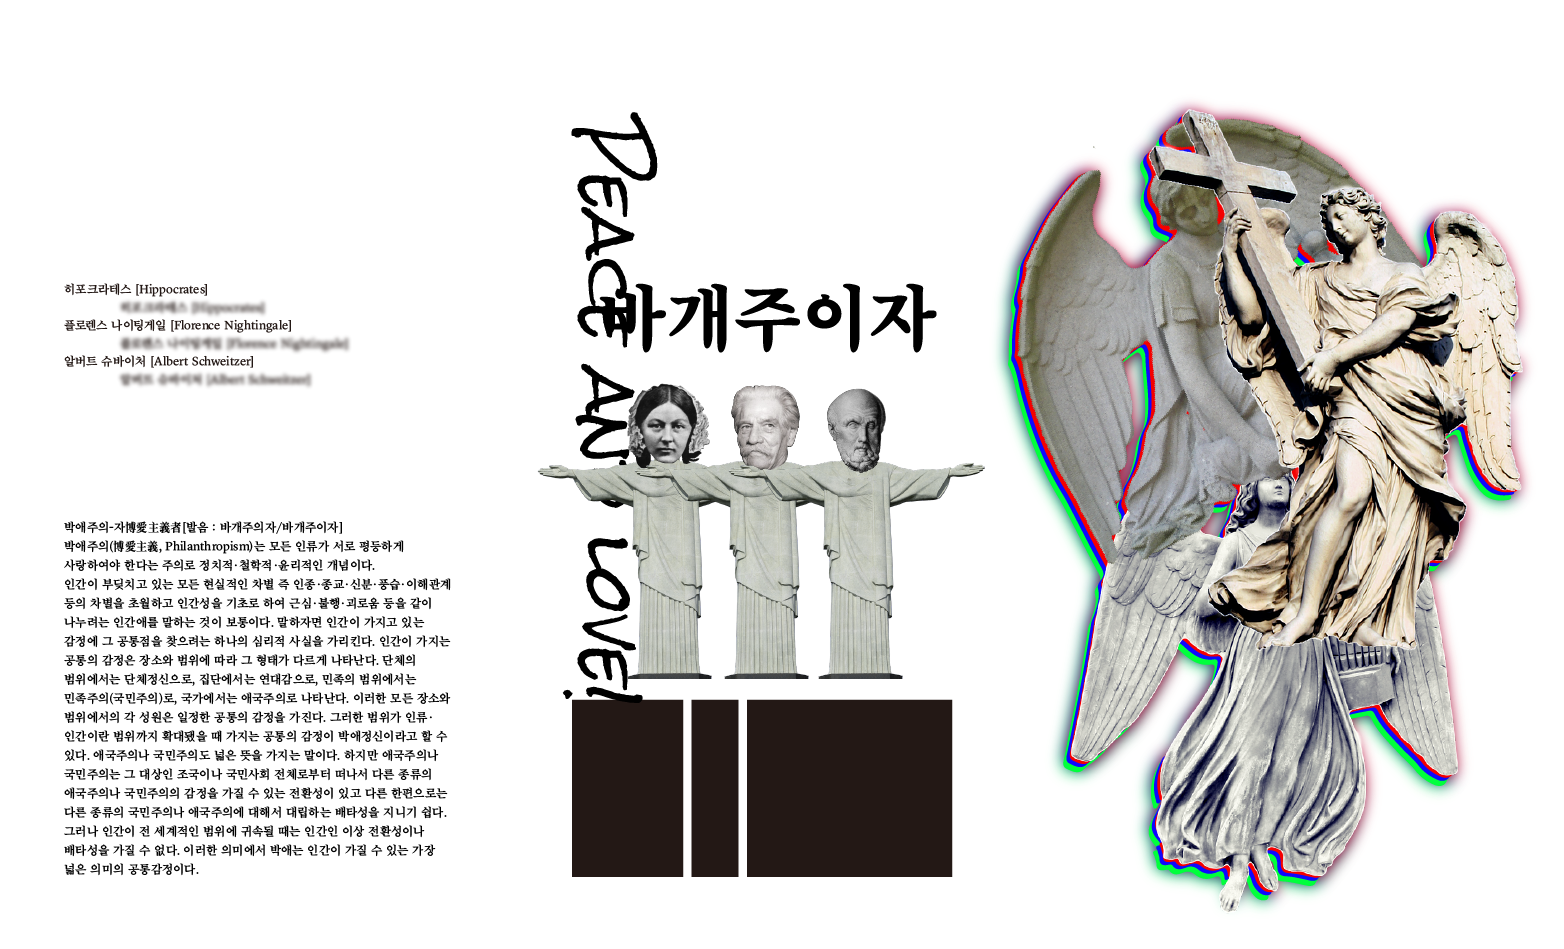 히포크라테스 [Hippocrates]
히포크라테스 [Hippocrates]
플로렌스 나이팅게일 [Florence Nightingale]
플로렌스 나이팅게일 [Florence Nightingale]
알버트 슈바이처 [Albert Schweitzer]
알버트 슈바이처 [Albert Schweitzer]
박애주의-자博愛主義者[발음 : 바개주의자/바개주이자]
박애주의(博愛主義, Philanthropism)는 모든 인류가 서로 평등하게
사랑하여야 한다는 주의로 정치적·철학적·윤리적인 개념이다.
인간이 부딪치고 있는 모든 현실적인 차별 즉 인종·종교·신분·풍습·이해관계
등의 차별을 초월하고 인간성을 기초로 하여 근심·불행·괴로움 등을 같이
나누려는 인간애를 말하는 것이 보통이다. 말하자면 인간이 가지고 있는
감정에 그 공통점을 찾으려는 하나의 심리적 사실을 가리킨다. 인간이 가지는
공통의 감정은 장소와 범위에 따라 그 형태가 다르게 나타난다. 단체의
범위에서는 단체정신으로, 집단에서는 연대감으로, 민족의 범위에서는
민족주의(국민주의)로, 국가에서는 애국주의로 나타난다. 이러한 모든 장소와
범위에서의 각 성원은 일정한 공통의 감정을 가진다. 그러한 범위가 인류·
인간이란 범위까지 확대됐을 때 가지는 공통의 감정이 박애정신이라고 할 수
있다. 애국주의나 국민주의도 넓은 뜻을 가지는 말이다. 하지만 애국주의나
국민주의는 그 대상인 조국이나 국민사회 전체로부터 떠나서 다른 종류의
애국주의나 국민주의의 감정을 가질 수 있는 전환성이 있고 다른 한편으로는
다른 종류의 국민주의나 애국주의에 대해서 대립하는 배타성을 지니기 쉽다.
그러나 인간이 전 세계적인 범위에 귀속될 때는 인간인 이상 전환성이나
배타성을 가질 수 없다. 이러한 의미에서 박애는 인간이 가질 수 있는 가장
넓은 의미의 공통감정이다.
PEACE AND LOVE!
바개주이자